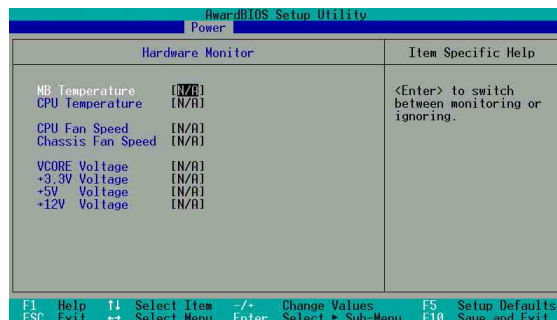 AwardBIOS Setup Utility
Power
Hardware Monitor
Item Specific Help
MB Temperature [N/A]
CPU Temperature [N/A]
CPU Fan Speed [N/A]
Chassis Fan Speed [N/A]
VCORE Voltage [N/A]
+3.3V Voltage [N/A]
+5V Voltage [N/A]
+12V Voltage [N/A]
<Enter> to switch
between monitoring or
ignoring.
F1 Help ↑↓ Select Item -/+ Change Values F5 Setup Defaults
ESC Exit ↔ Select Menu Enter Select ► Sub-Menu F10 Save and Exit